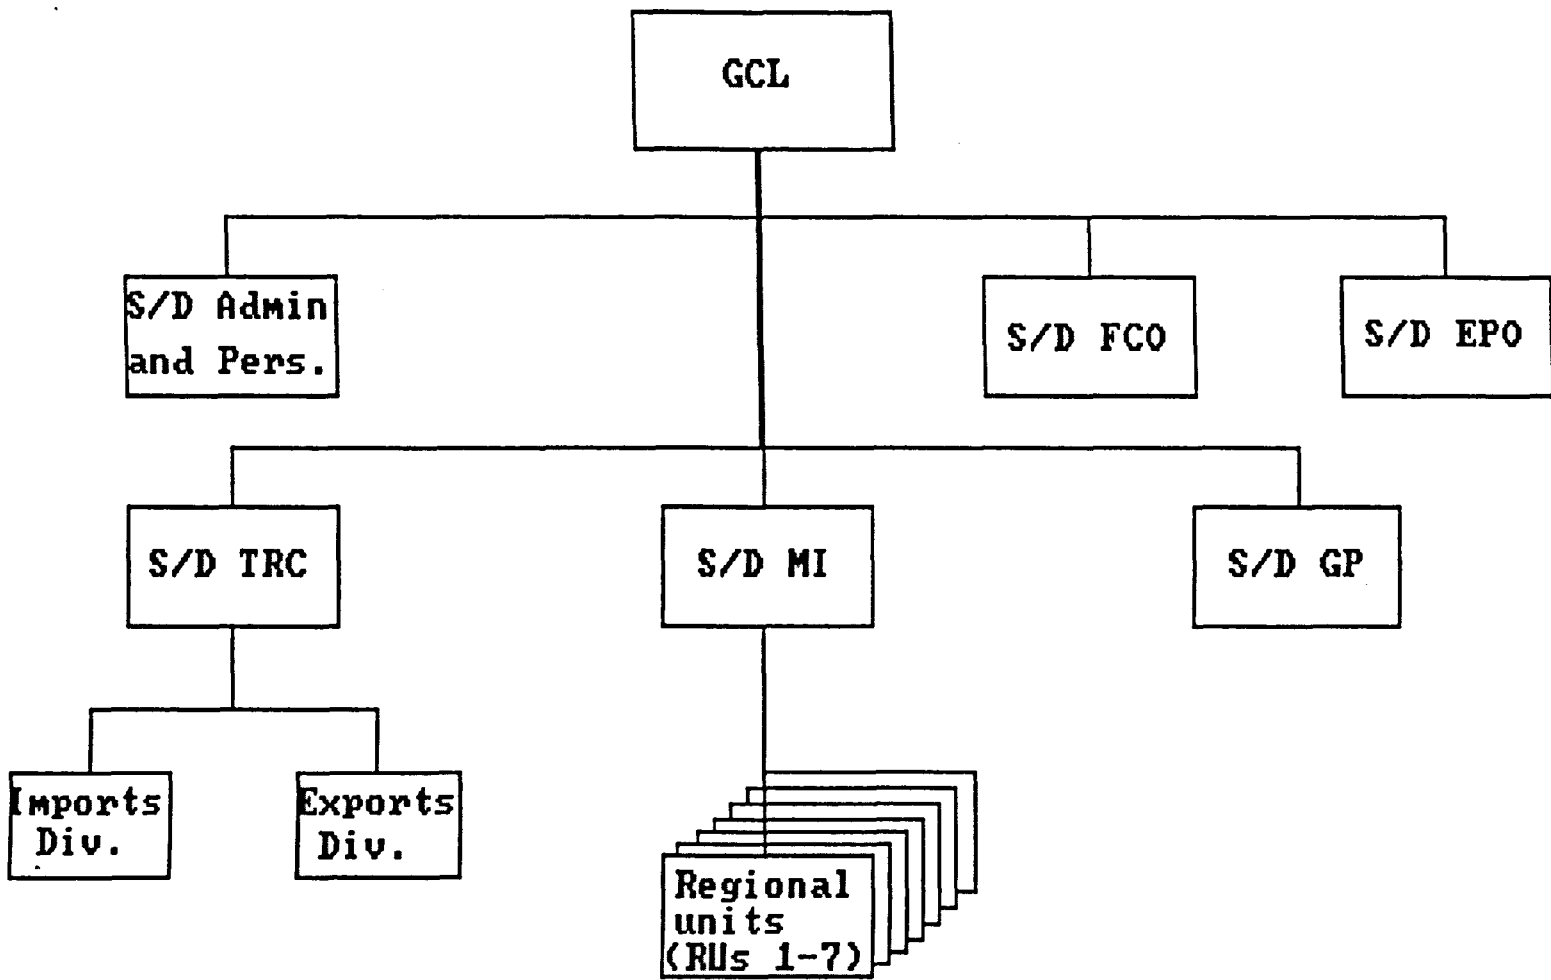 GCL
S/D Admin
and Pers.
S/D FCO
S/D EPO
S/D TRC
S/D MI
S/D GP
Imports
Div.
Exports
Div.
Regional
units
(RUs 1-7)